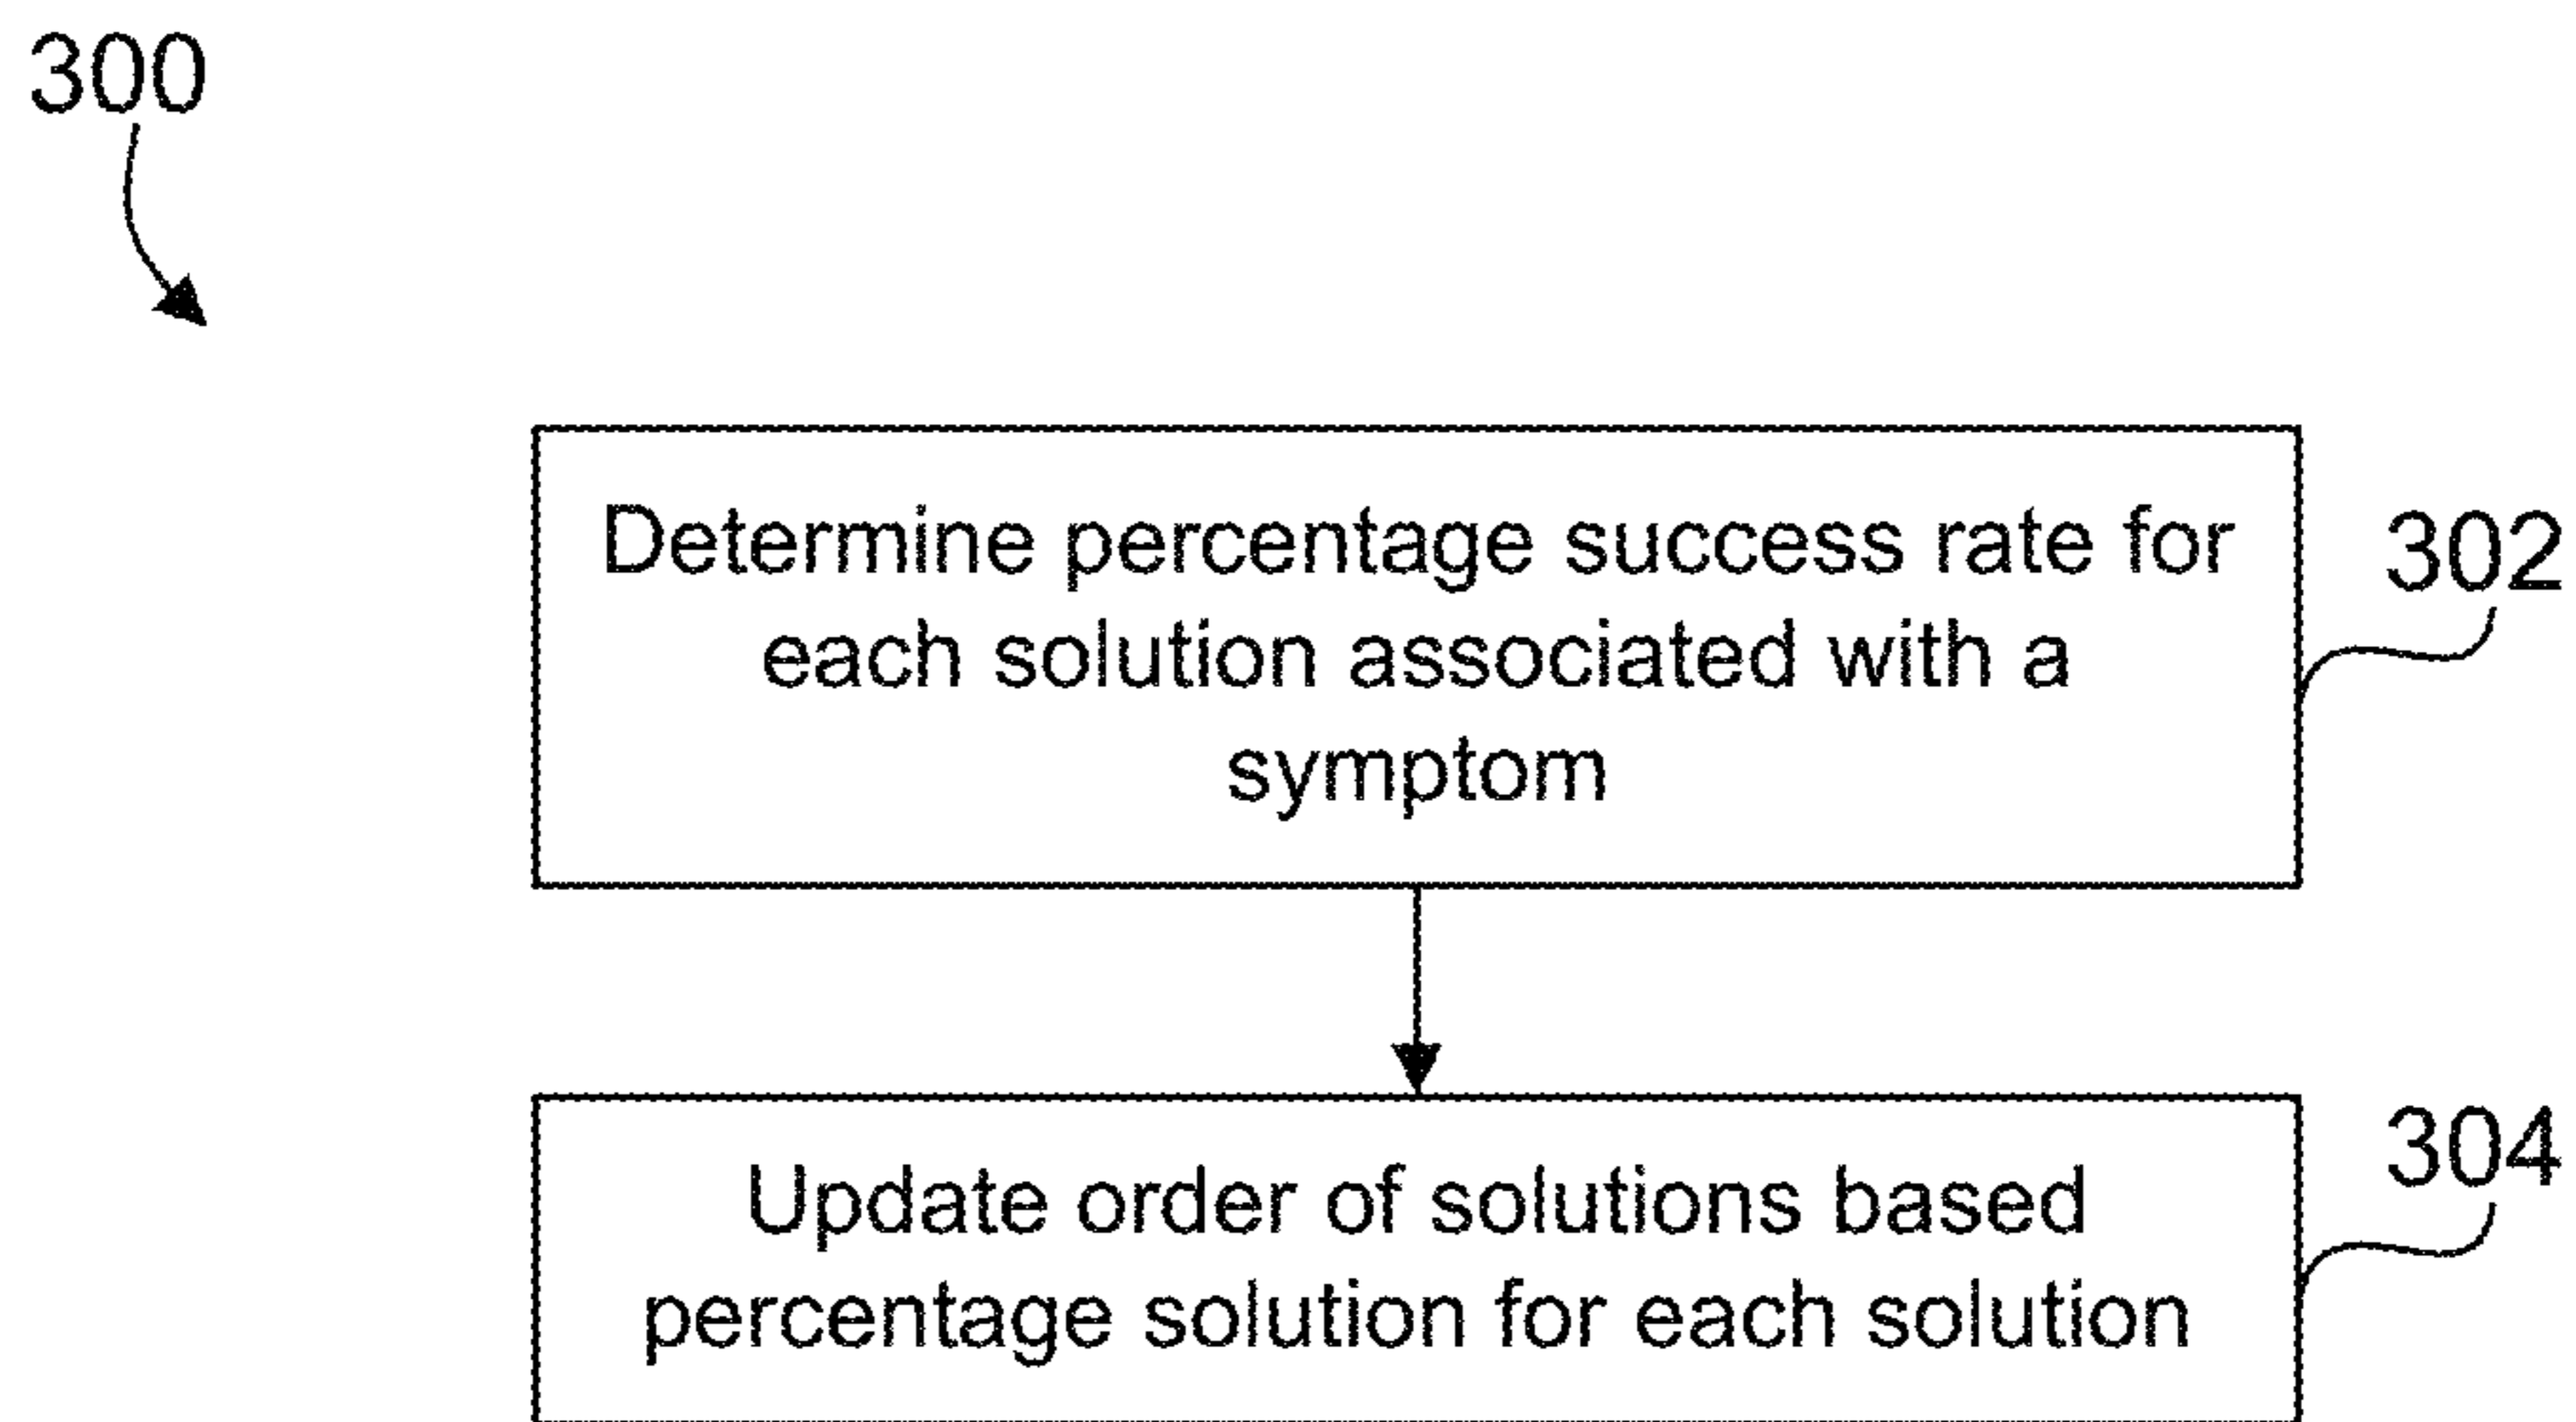 300
Determine percentage success rate for
each solution associated with a
symptom
302
Update order of solutions based
percentage solution for each solution
304